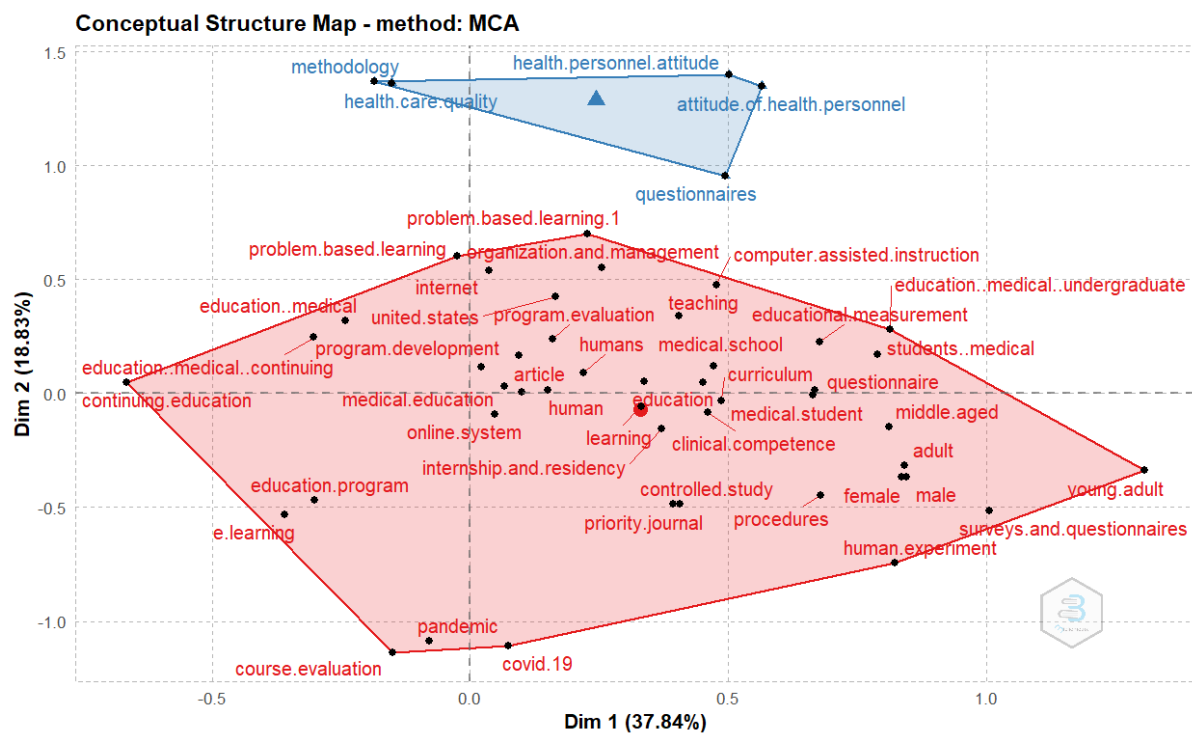 Conceptual Structure Map - method: MCA
1.5
methodology
health.personnel.attitude
health.care.quality
attitude.of.health.personnel
1.0
questionnaires
problem.based.learning.1
problem.based.learning
organization.and.management
computer.assisted.instruction
0.5
internet
education..medical..undergraduate
education..medical
teaching
united.states
program.evaluation
educational.measurement
program.development
humans
medical.school
students..medical
education..medical..continuing
article
curriculum
questionnaire
0.0
continuing.education
medical.education
human
education
medical.student
middle.aged
online.system
learning
clinical.competence
adult
internship.and.residency
education.program
controlled.study
female
male
young.adult
-0.5
e.learning
priority.journal
procedures
surveys.and.questionnaires
human.experiment
-1.0
pandemic
course.evaluation
covid.19
-0.5
0.0
0.5
1.0
Dim 1 (37.84%)
Dim 2 (18.83%)